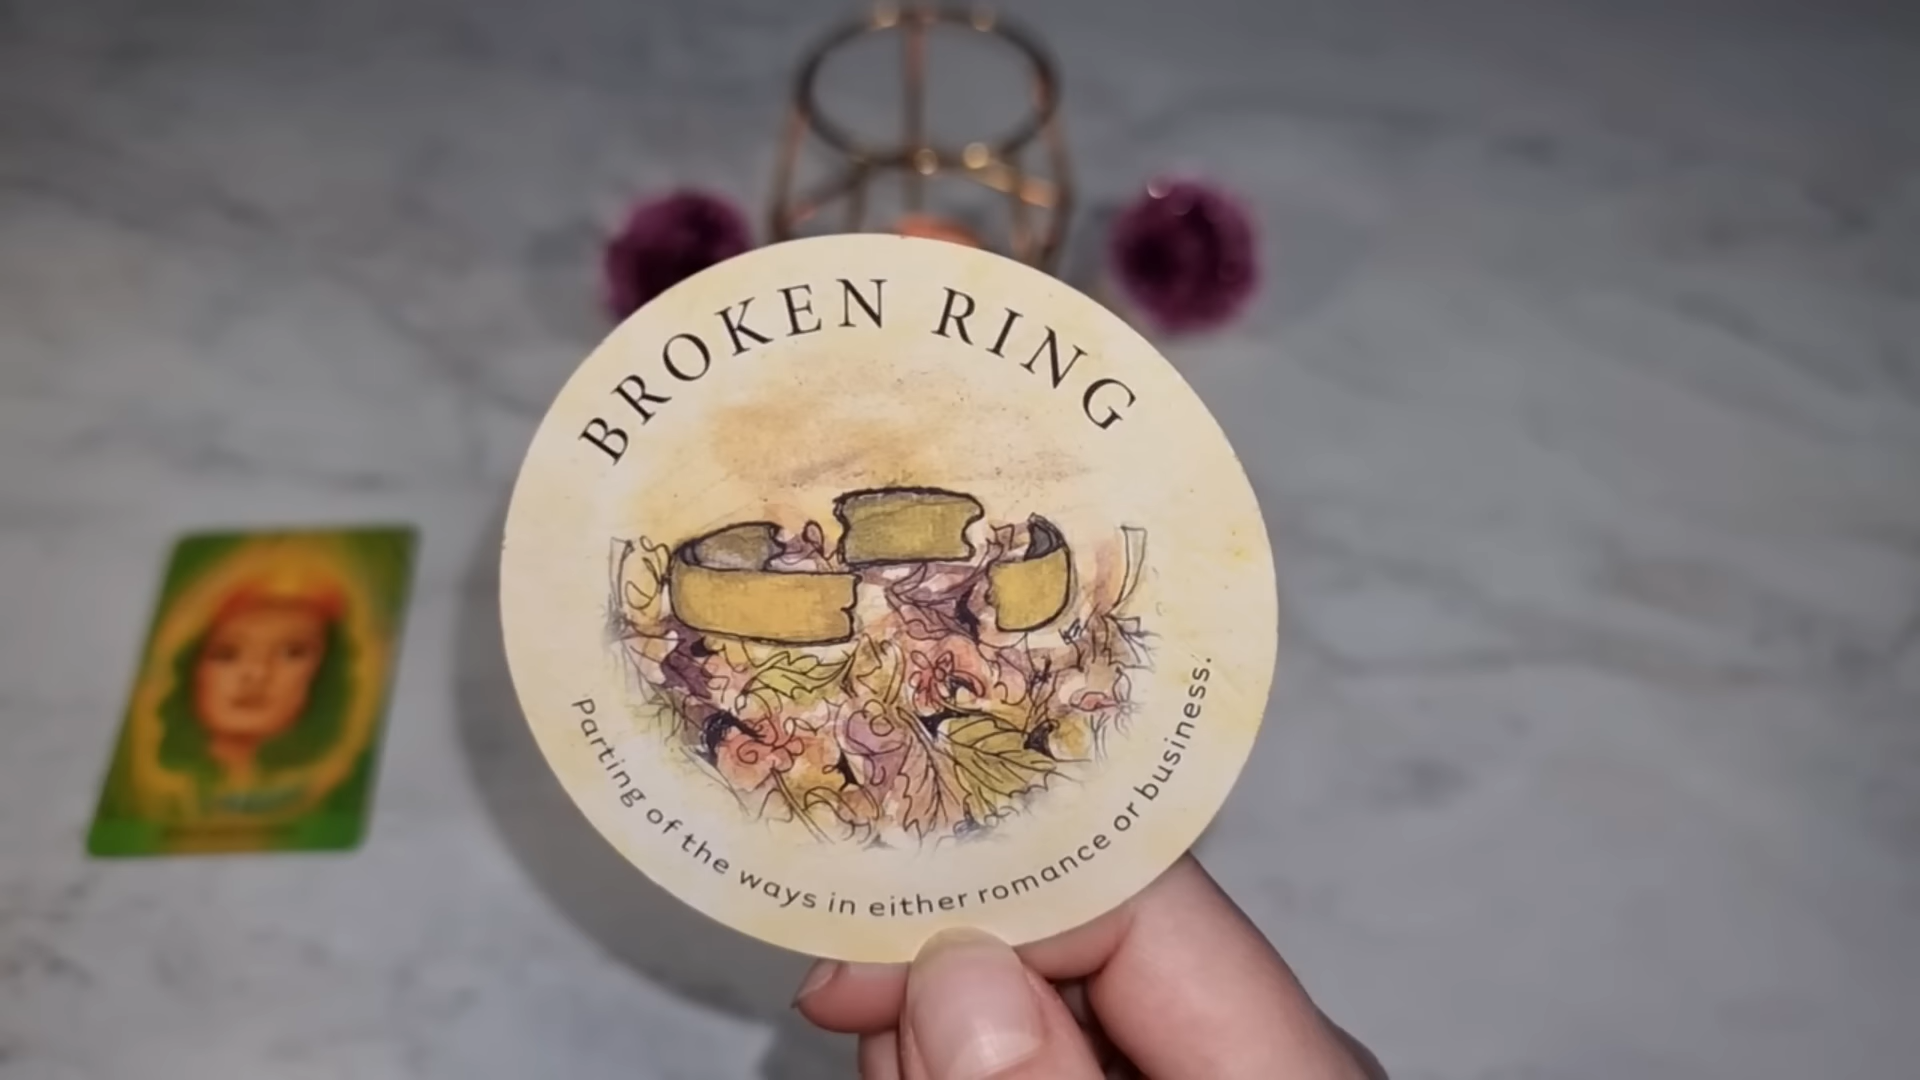 BROKEN RING
Parting of the ways in either romance or business.